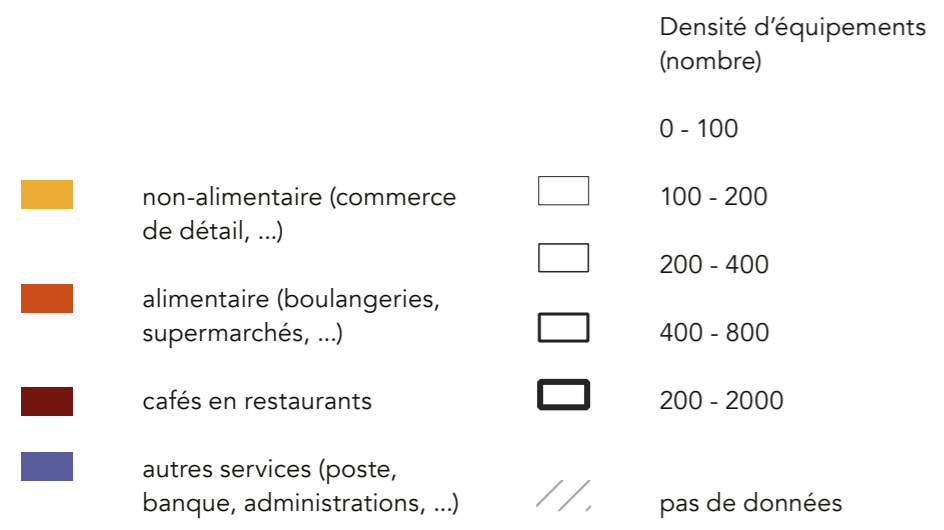 Densité d’équipements
(nombre)
0 - 100
non-alimentaire (commerce
de détail, ...)
100 - 200
200 - 400
alimentaire (boulangeries,
supermarchés, ...)
400 - 800
cafés en restaurants
200 - 2000
autres services (poste,
banque, administrations, ...)
pas de données